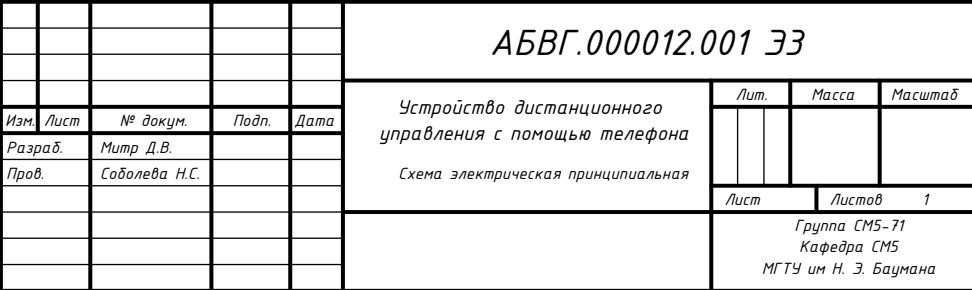 АБВГ.000012.001 ЭЗ
Устройство дистанционного
управления с помощью телефона
Схема электрическая принципиальная
Лит. Масса Масштаб
Изм. Лист № докум. Подп. Дата
Разраб. Митр Д.В.
Пров. Соболева Н.С.
Лист Листов 1
Группа СМ5-71
Кафедра СМ5
МГТУ им Н. Э. Баумана